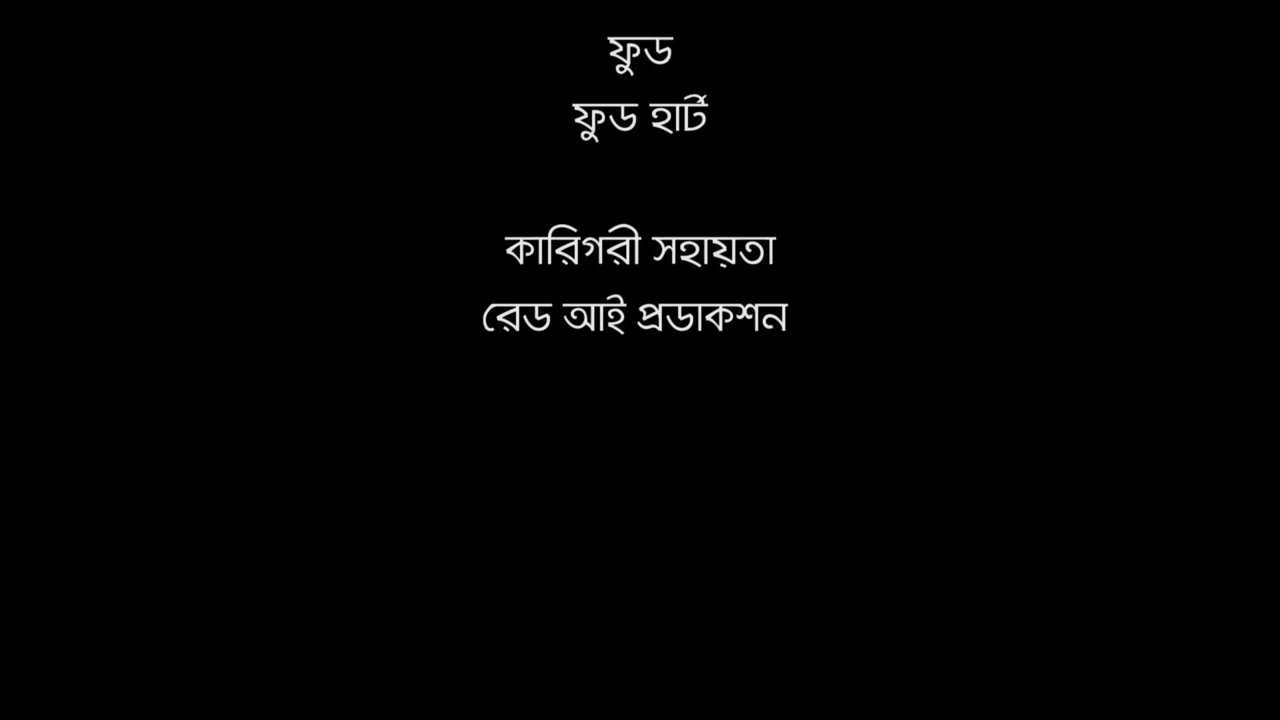 ফুড
ফুড হার্ট
কারিগরী সহায়তা
রেড আই প্রডাকশন